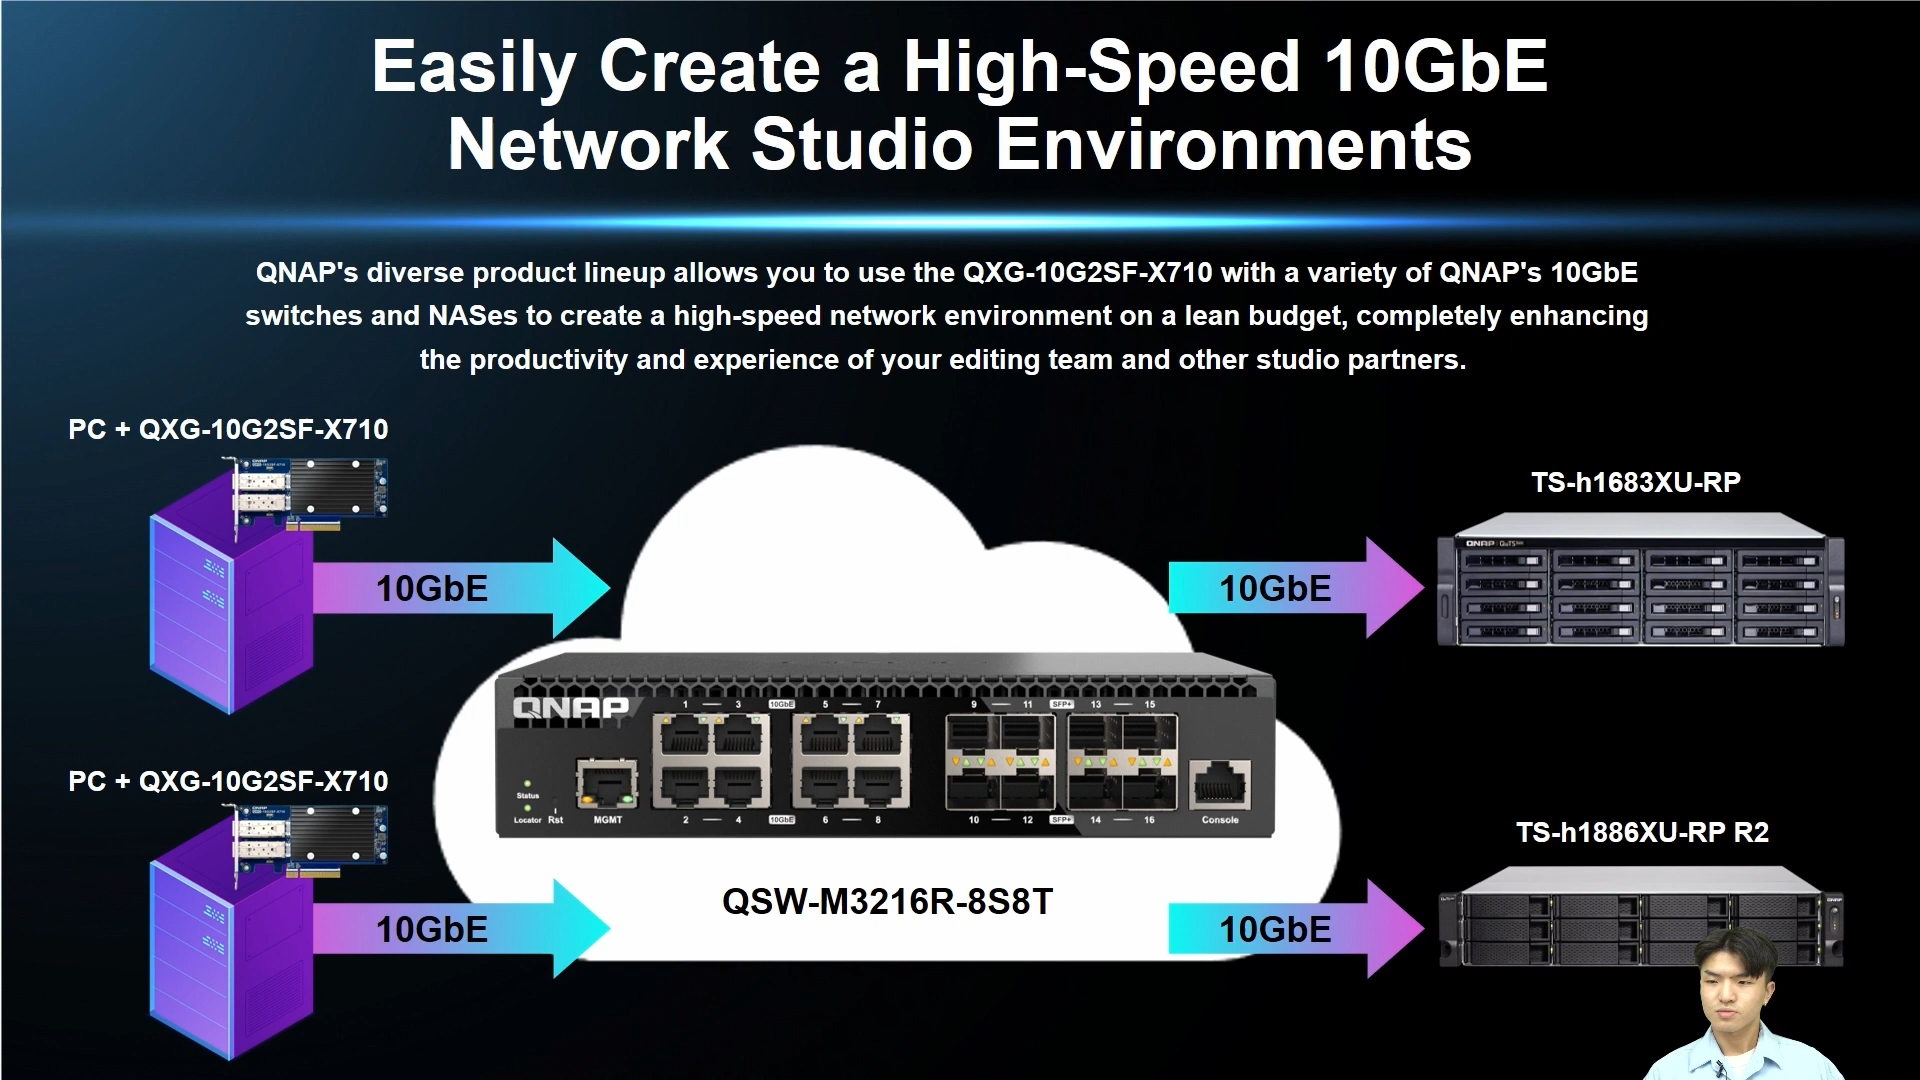 Easily Create a High-Speed 10GbE
Network Studio Environments
QNAP's diverse product lineup allows you to use the QXG-10G2SF-X710 with a variety of QNAP's 10GbE
switches and NASes to create a high-speed network environment on a lean budget, completely enhancing
the productivity and experience of your editing team and other studio partners.
PC + QXG-10G2SF-X710
10GbE
10GbE
TS-h1683XU-RP
QNAP
QNAP
1 3 10GbE 5 7 9 11 SFP+ 13 15
Status
Locator Rst MGMT
2 4 10GbE 6 8 10 12 SFP+ 14 16
Console
QSW-M3216R-8S8T
PC + QXG-10G2SF-X710
10GbE
10GbE
TS-h1886XU-RP R2
QNAP